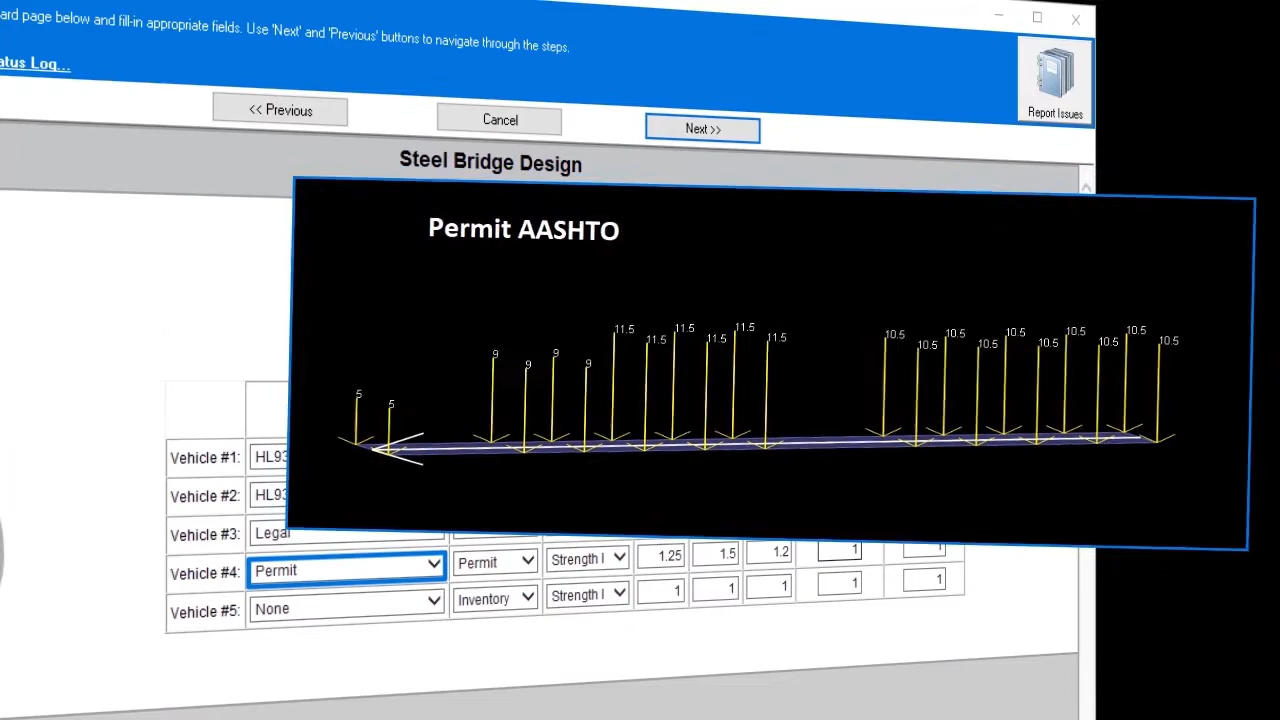 ard page below and fill-in appropriate fields. Use 'Next' and 'Previous' buttons to navigate through the steps.
atus Log...
Report Issues
<< Previous
Cancel
Next >>
Steel Bridge Design
Permit AASHTO
5 5 9 9 9 9 11.5 11.5 11.5 11.5 11.5 11.5 10.5 10.5 10.5 10.5 10.5 10.5 10.5 10.5 10.5 10.5
Vehicle #1: HL93
Vehicle #2: HL93
Vehicle #3: Legal
Vehicle #4: Permit Permit Strength I 1.25 1.5 1.2 1 1
Vehicle #5: None Inventory Strength I 1 1 1 1 1